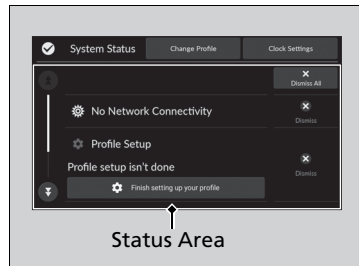 System Status
Change Profile
Clock Settings
Dismiss All
No Network Connectivity
Dismiss
Profile Setup
Profile setup isn't done
Dismiss
Finish setting up your profile
Status Area